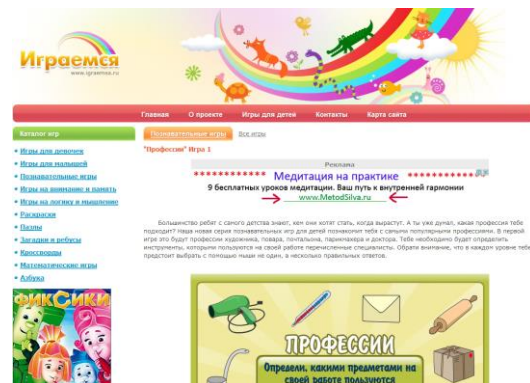 Играемся
www.igraemsa.ru
Главная О проекте Игры для детей Контакты Карта сайта
Каталог игр
Игры для девочек
Игры для малышей
Познавательные игры
Игры на внимание и память
Игры на логику и мышление
Раскраски
Пазлы
Загадки и ребусы
Кроссворды
Математические игры
Азбука
ФИКСИКИ
Познавательные игры Все игры
"Профессии" Игра 1
Реклама
************ Медитация на практике ************
9 бесплатных уроков медитации. Ваш путь к внутренней гармонии
www.MetodSilva.ru
Большинство ребят с самого детства знают, кем они хотят стать, когда вырастут. А ты уже думал, какая профессия тебе
подходит? Наша новая серия познавательных игр для детей познакомит тебя с самыми популярными профессиями. В первой
игре это будут профессии художника, повара, почтальона, парикмахера и доктора. Тебе необходимо будет определить
инструменты, которыми пользуются на своей работе перечисленные специалисты. Обрати внимание, что в каждом уровне тебе
предстоит выбрать с помощью мыши не один, а несколько правильных ответов.
ПРОФЕССИИ
Определи, какими предметами на
своей работе пользуются